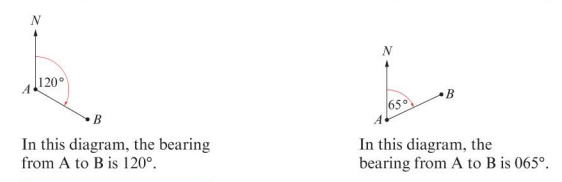 N
120°
A
B
In this diagram, the bearing
from A to B is 120°.
N
65°
B
A
In this diagram, the
bearing from A to B is 065°.